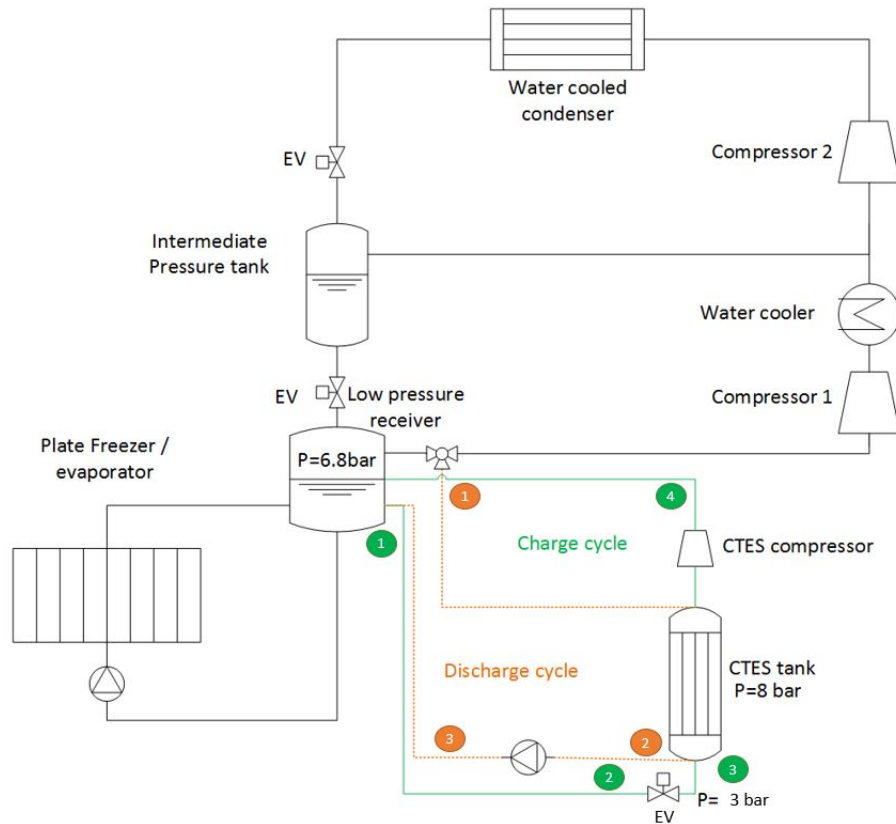 Water cooled
condenser
EV
Compressor 2
Intermediate
Pressure tank
Water cooler
EV
Low pressure
receiver
Compressor 1
Plate Freezer /
evaporator
P=6.8bar
1
4
1
Charge cycle
CTES compressor
Discharge cycle
CTES tank
P=8 bar
3
2
3
2
P= 3 bar
EV